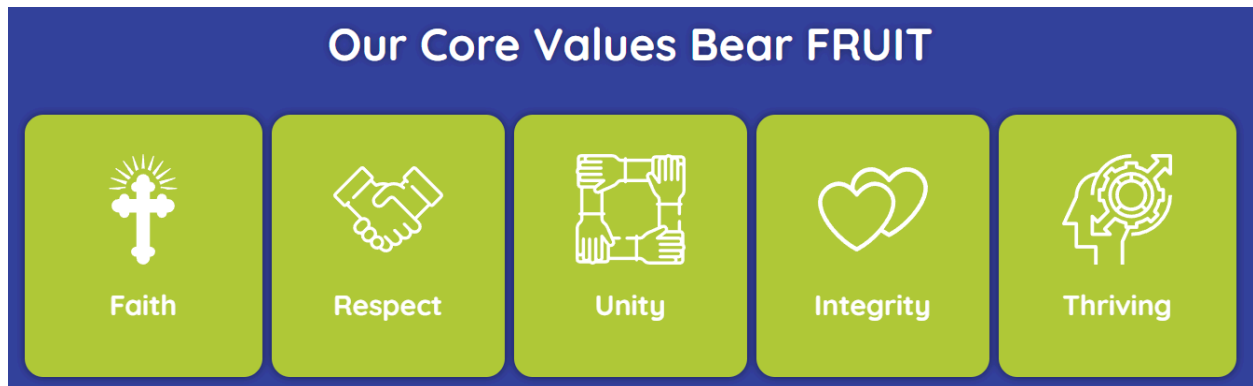 Our Core Values Bear FRUIT
Faith
Respect
Unity
Integrity
Thriving